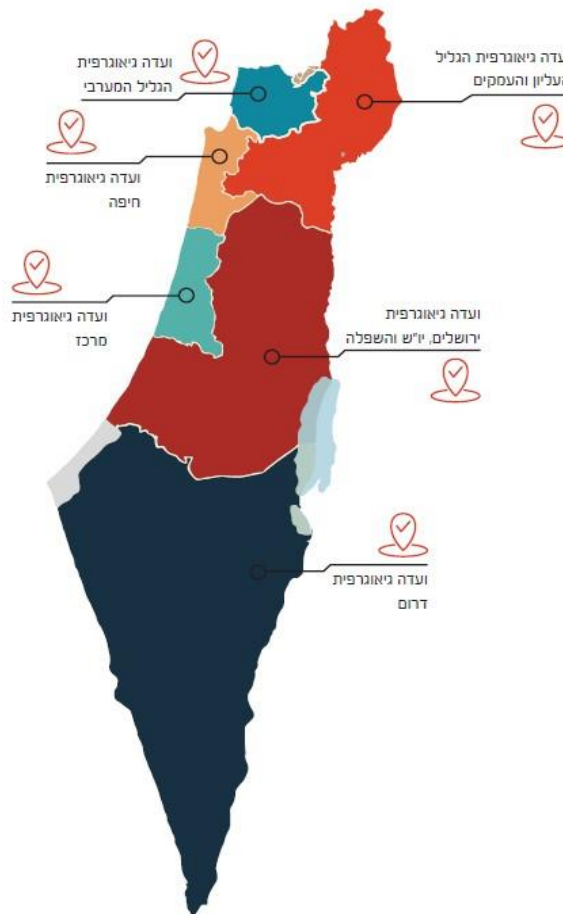 ועדה גיאוגרפית
הגליל המערבי
עדה גיאוגרפית הגליל
העליון והעמקים
ועדה גיאוגרפית
חיפה
ועדה גיאוגרפית
מרכז
ועדה גיאוגרפית
ירושלים, יו"ש והשפלה
ועדה גיאוגרפית
דרום